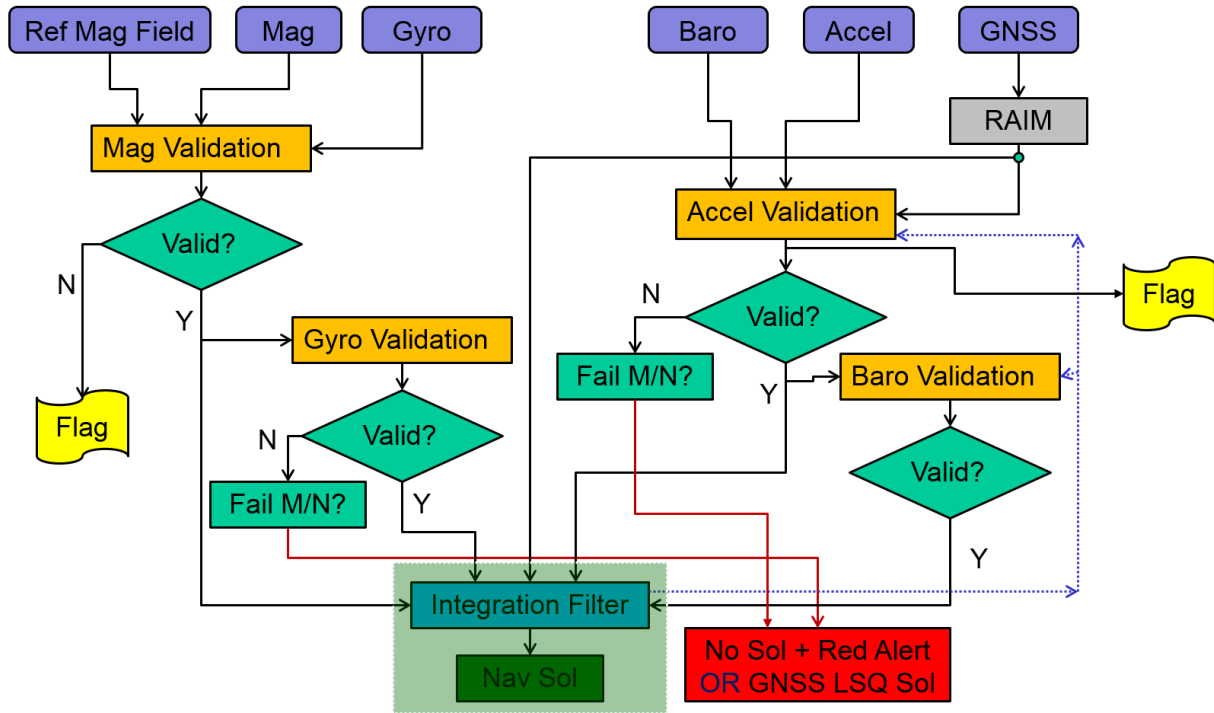 Ref Mag Field
Mag
Gyro
Baro
Accel
GNSS
RAIM
Mag Validation
Accel Validation
Valid?
N
Y
Flag
N
Valid?
Flag
Gyro Validation
Fail M/N?
Y
Baro Validation
N
Valid?
Valid?
Fail M/N?
Y
Y
Integration Filter
Nav Sol
No Sol + Red Alert
OR GNSS LSQ Sol